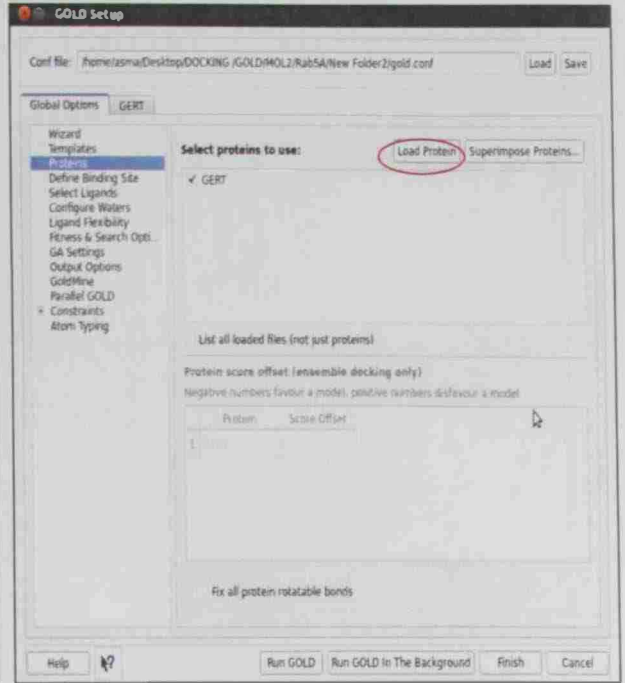 GOLD Setup
Conf file: /home/asma/Desktop/DOCKING /GOLD/MOL2/Rab5A/New Folder2/gold.conf Load Save
Global Options GERT
Wizard
Templates
Proteins
Define Binding Site
Select Ligands
Configure Waters
Ligand Flexibility
Fitness & Search Opti...
GA Settings
Output Options
GoldMine
Parallel GOLD
Constraints
Atom Typing
Select proteins to use: Load Protein Superimpose Proteins...
✓ GERT
List all loaded files (not just proteins)
Protein score offset (ensemble docking only)
Negative numbers favour a model, positive numbers disfavour a model
Protein Score Offset
1
Fix all protein rotatable bonds
Help Run GOLD Run GOLD In The Background Finish Cancel